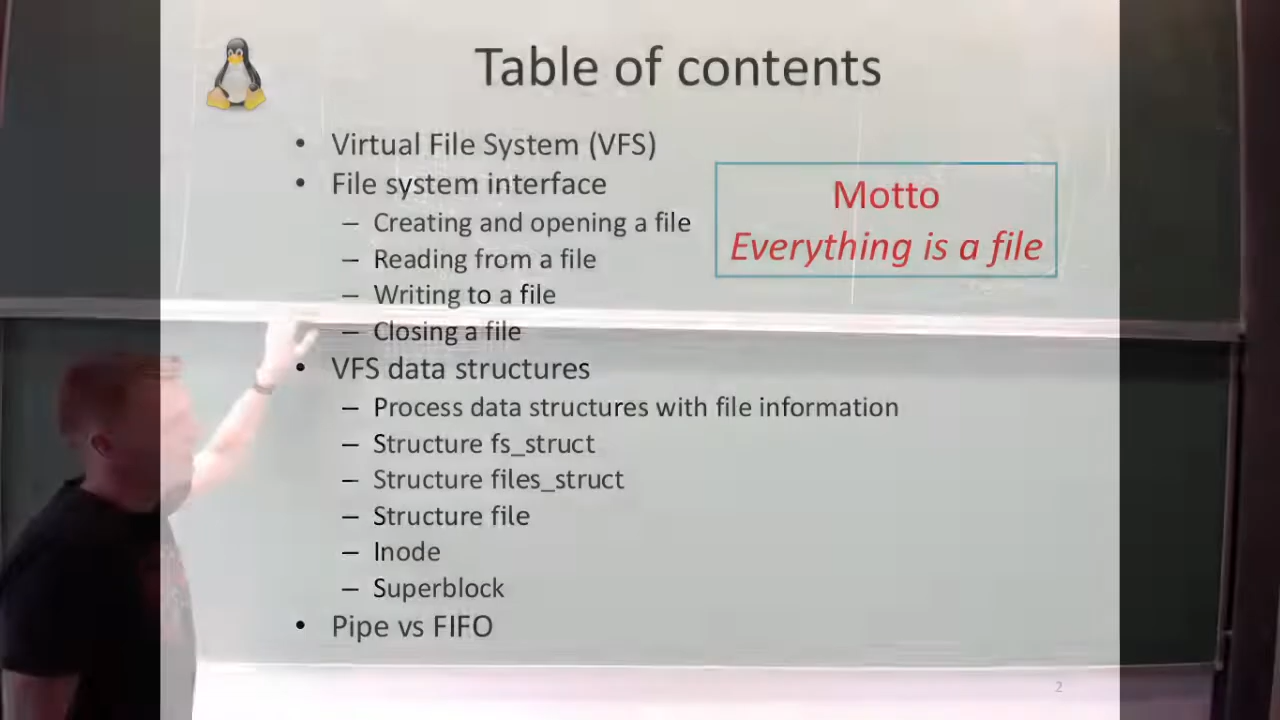 Table of contents
• Virtual File System (VFS)
• File system interface
– Creating and opening a file
– Reading from a file
– Writing to a file
– Closing a file
Motto
Everything is a file
• VFS data structures
– Process data structures with file information
– Structure fs_struct
– Structure files_struct
– Structure file
– Inode
– Superblock
• Pipe vs FIFO
2